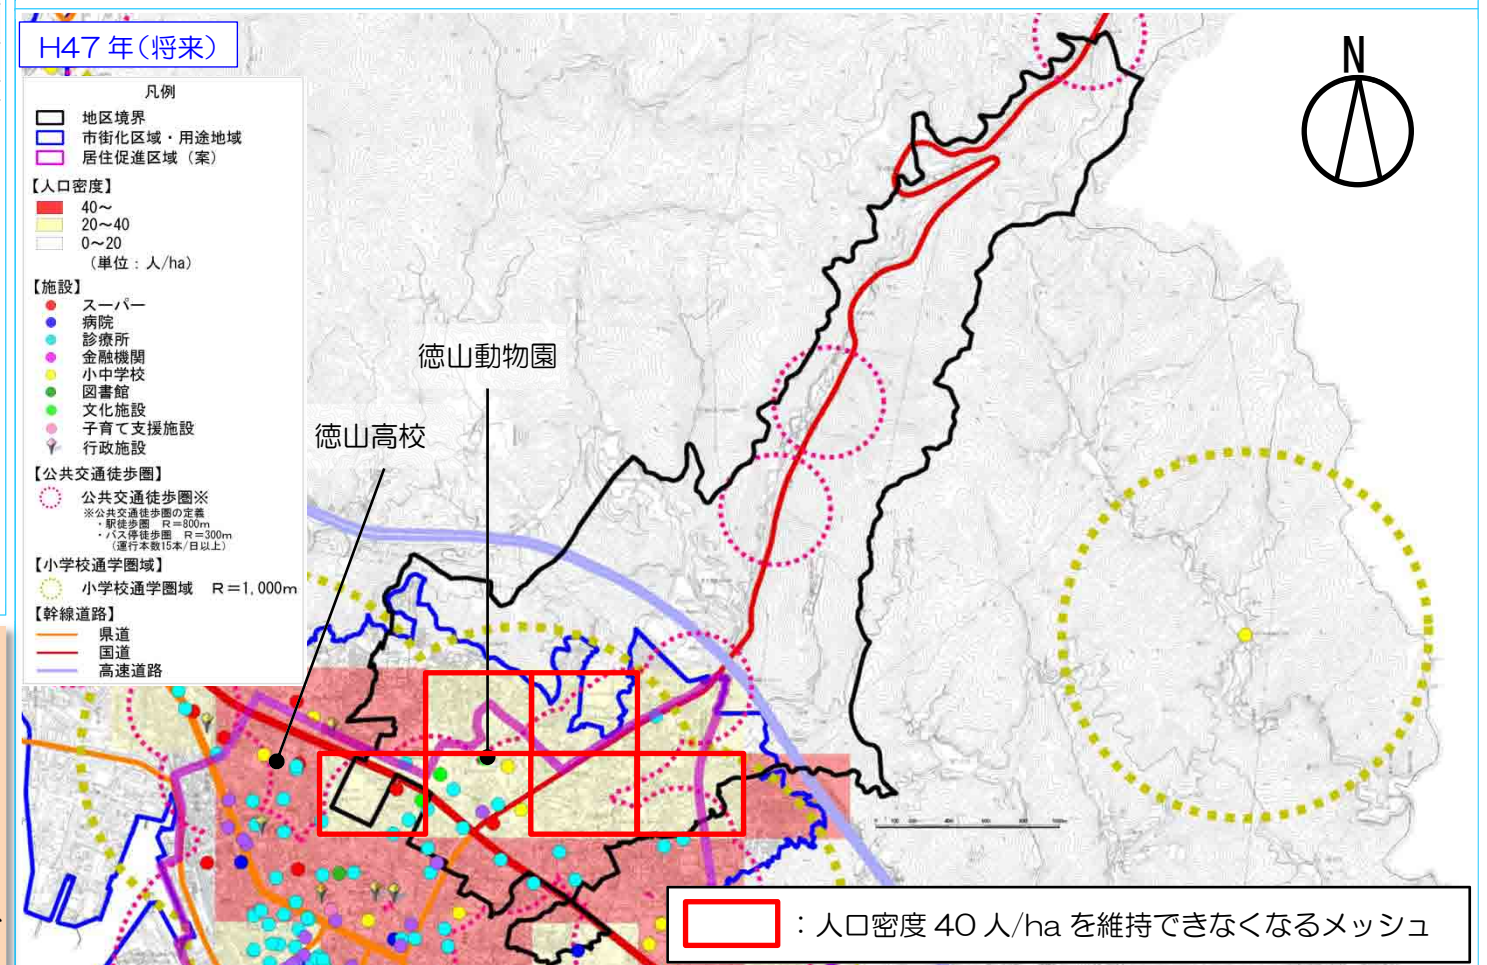 H47年(将来)
凡例
地区境界
市街化区域・用途地域
居住促進区域（案）
【人口密度】
40～
20～40
0～20
（単位：人/ha）
【施設】
スーパー
病院
診療所
金融機関
小中学校
図書館
文化施設
子育て支援施設
行政施設
【公共交通徒歩圏】
公共交通徒歩圏※
※公共交通徒歩圏の定義
・駅徒歩圏　R＝800m
・バス停徒歩圏　R＝300m
（運行本数15本/日以上）
【小学校通学圏域】
小学校通学圏域　R＝1,000m
【幹線道路】
県道
国道
高速道路
N
徳山動物園
徳山高校
：人口密度 40 人/ha を維持できなくなるメッシュ